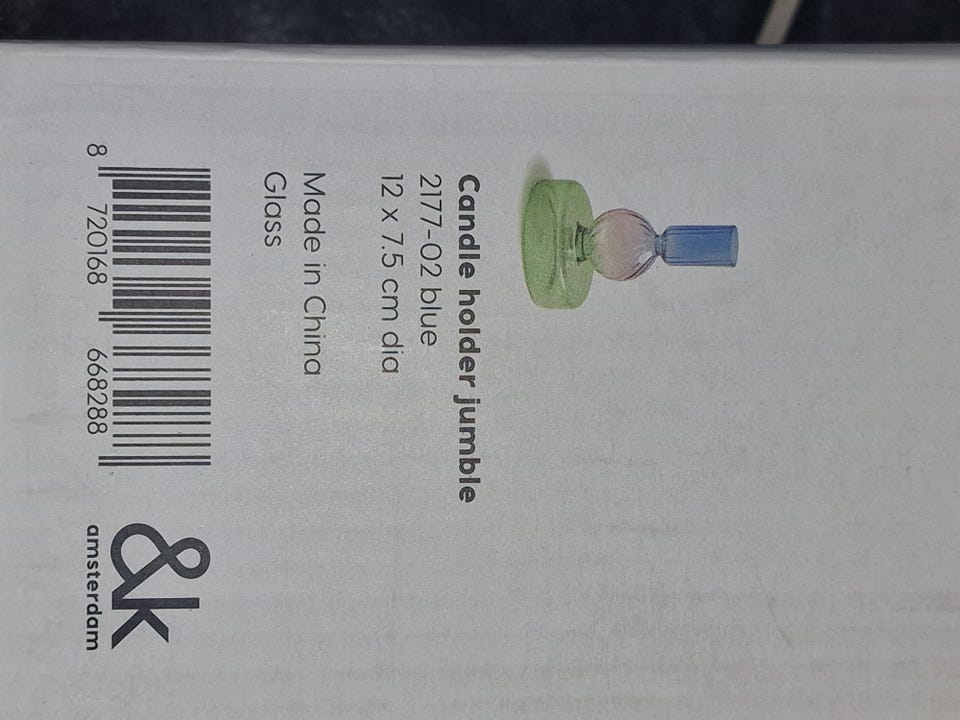 Candle holder jumble
2177-02 blue
12 x 7.5 cm dia
Made in China
Glass
8 720168 668288
&k
amsterdam